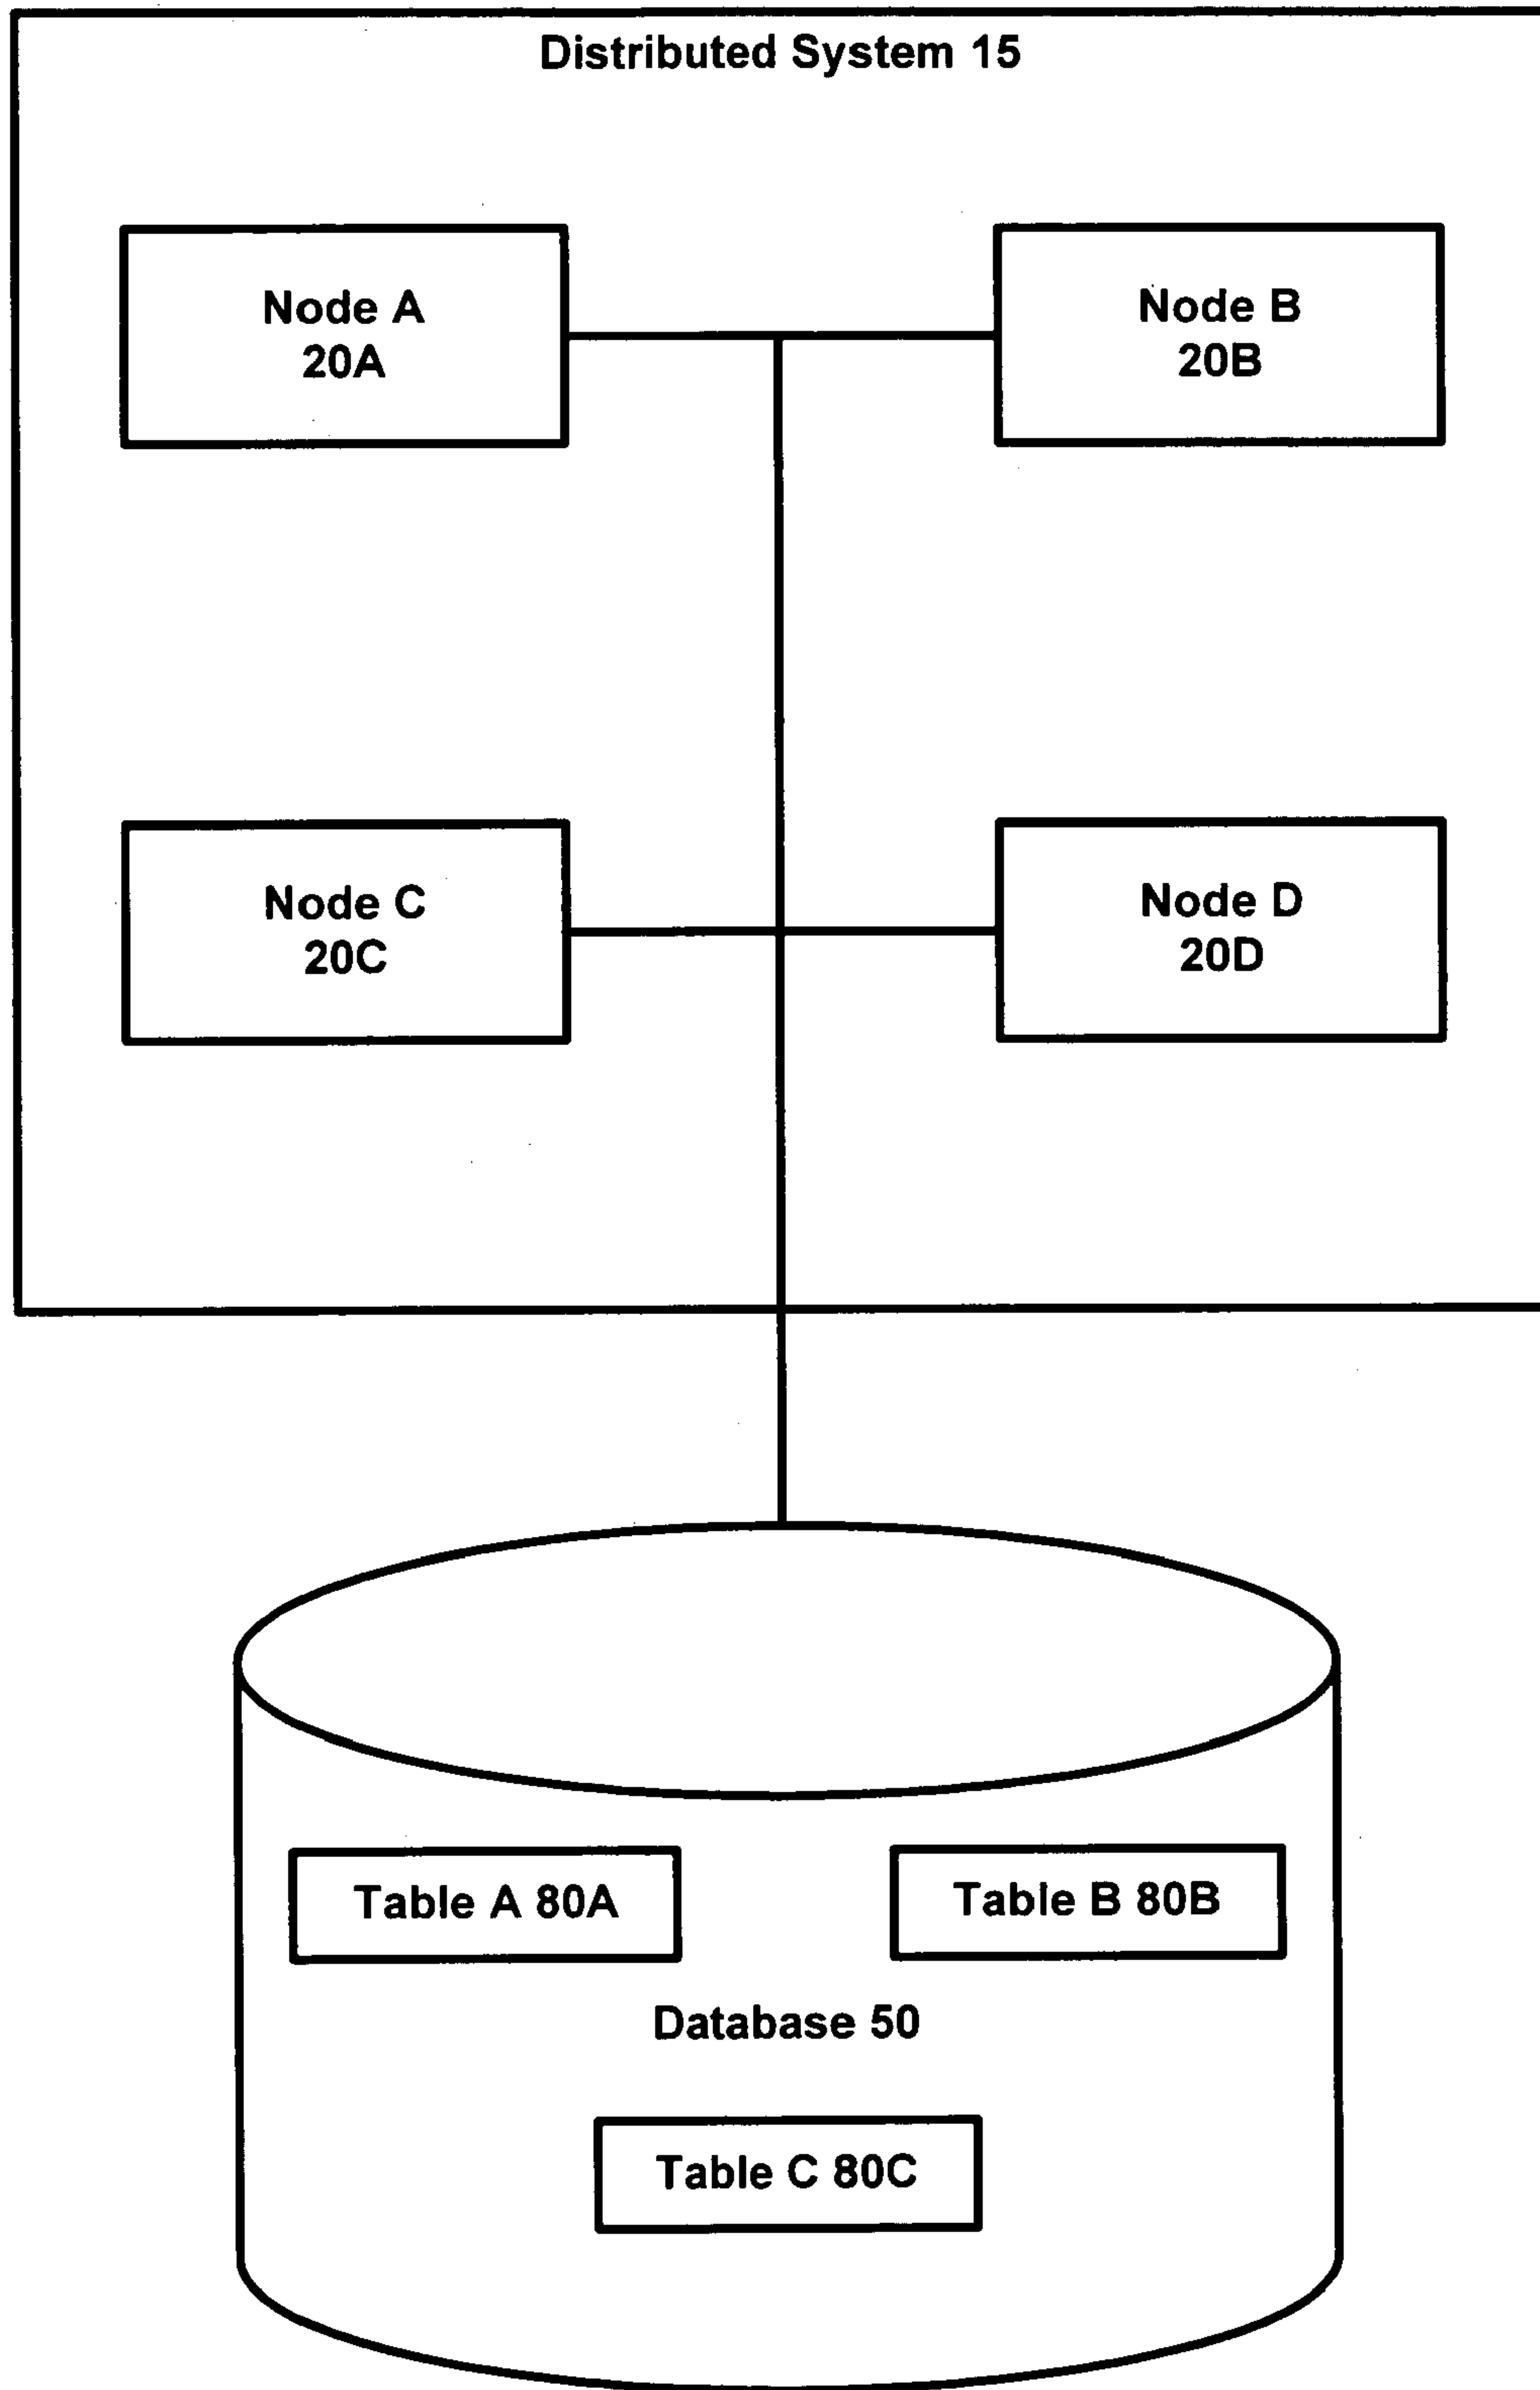 Distributed System 15
Node A
20A
Node B
20B
Node C
20C
Node D
20D
Table A 80A
Table B 80B
Database 50
Table C 80C